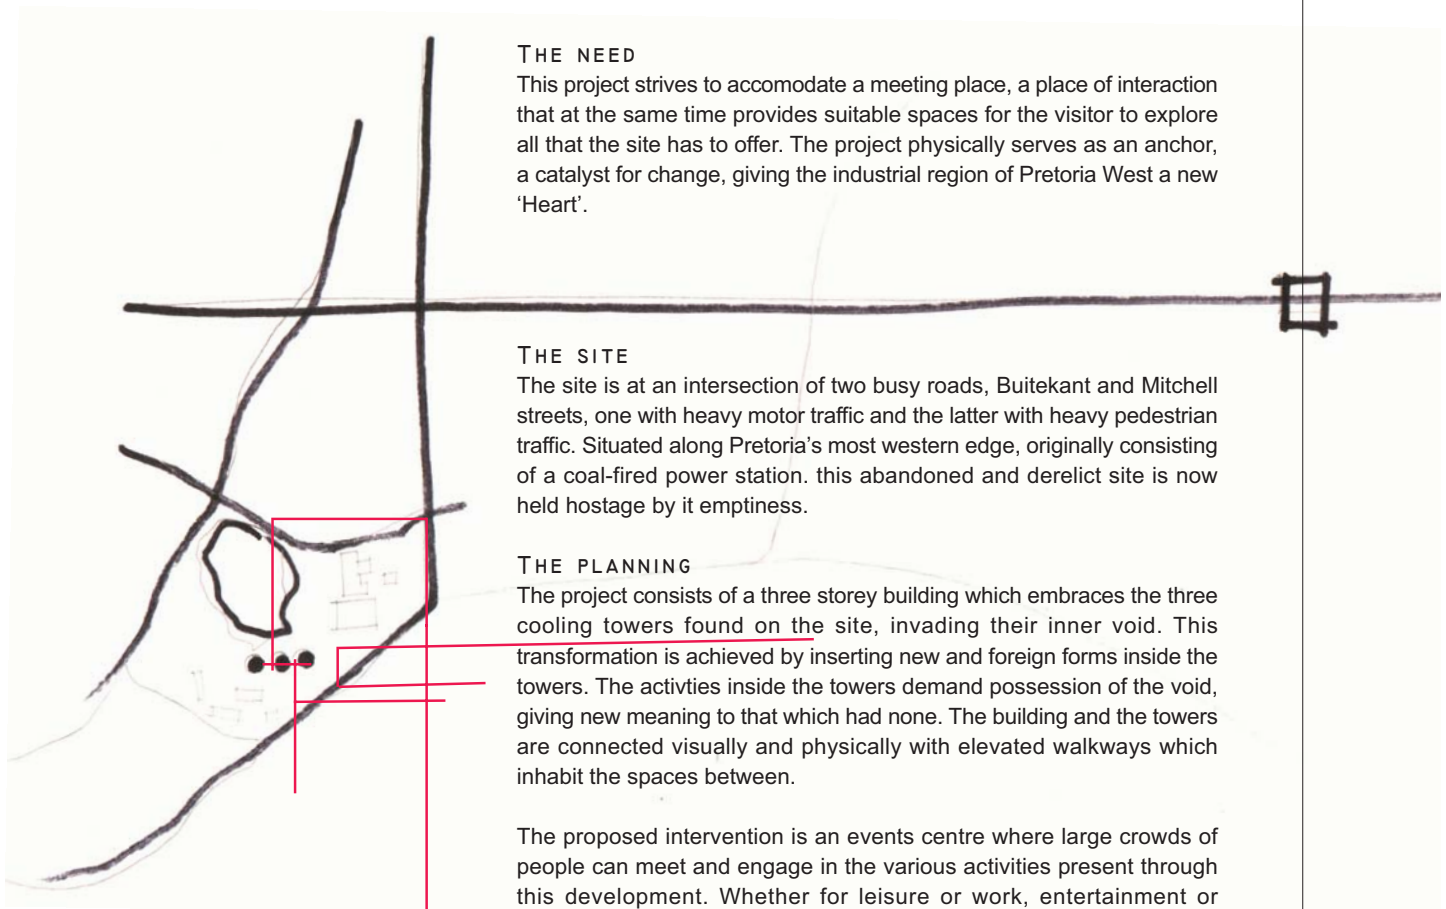 THE NEED
This project strives to accomodate a meeting place, a place of interaction
that at the same time provides suitable spaces for the visitor to explore
all that the site has to offer. The project physically serves as an anchor,
a catalyst for change, giving the industrial region of Pretoria West a new
‘Heart’.
THE SITE
The site is at an intersection of two busy roads, Buitekant and Mitchell
streets, one with heavy motor traffic and the latter with heavy pedestrian
traffic. Situated along Pretoria’s most western edge, originally consisting
of a coal-fired power station. this abandoned and derelict site is now
held hostage by it emptiness.
THE PLANNING
The project consists of a three storey building which embraces the three
cooling towers found on the site, invading their inner void. This
transformation is achieved by inserting new and foreign forms inside the
towers. The activties inside the towers demand possession of the void,
giving new meaning to that which had none. The building and the towers
are connected visually and physically with elevated walkways which
inhabit the spaces between.
The proposed intervention is an events centre where large crowds of
people can meet and engage in the various activities present through
this development. Whether for leisure or work, entertainment or